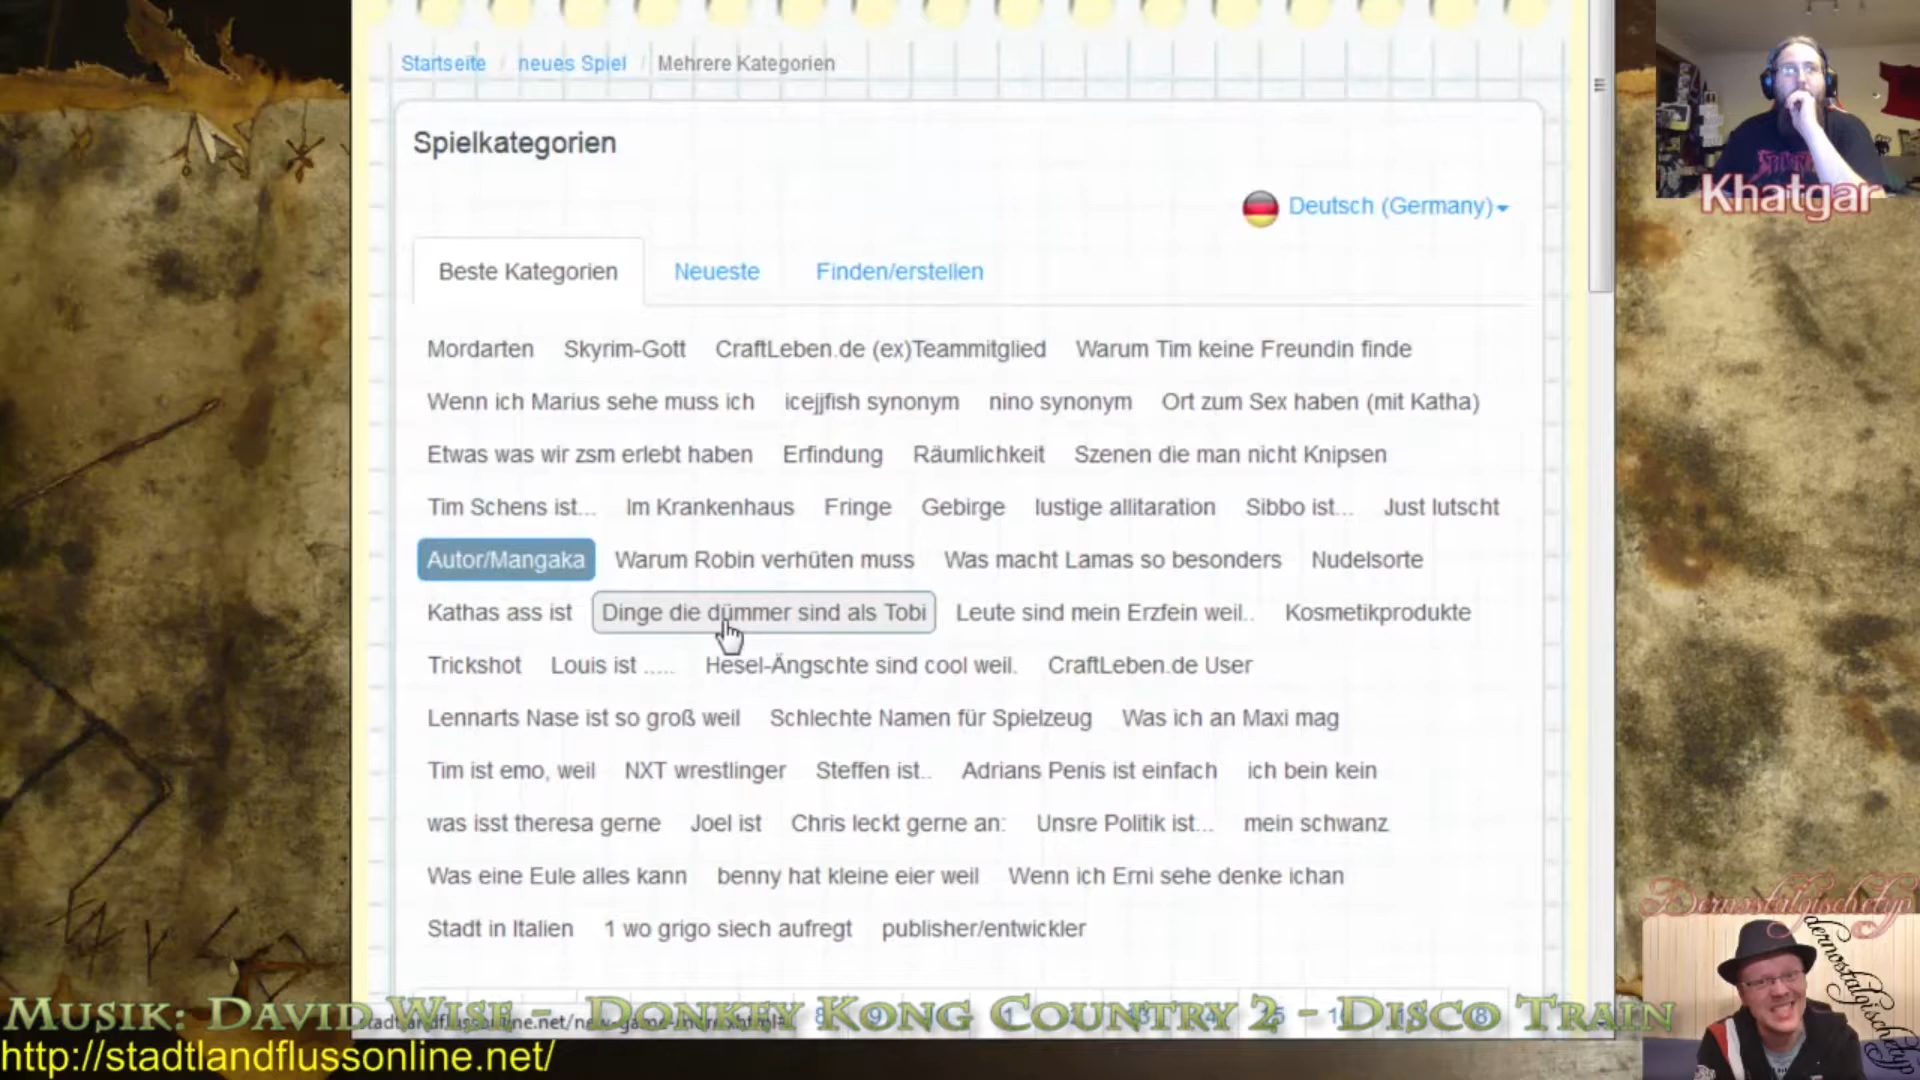 Startseite / neues Spiel / Mehrere Kategorien
Spielkategorien
Deutsch (Germany)
Beste Kategorien Neueste Finden/erstellen
Mordarten Skyrim-Gott CraftLeben.de (ex)Teammitglied Warum Tim keine Freundin finde
Wenn ich Marius sehe muss ich icejjfish synonym nino synonym Ort zum Sex haben (mit Katha)
Etwas was wir zsm erlebt haben Erfindung Räumlichkeit Szenen die man nicht Knipsen
Tim Schens ist... Im Krankenhaus Fringe Gebirge lustige allitaration Sibbo ist... Just lutscht
Autor/Mangaka Warum Robin verhüten muss Was macht Lamas so besonders Nudelsorte
Kathas ass ist Dinge die dümmer sind als Tobi Leute sind mein Erzfein weil.. Kosmetikprodukte
Trickshot Louis ist ..... Hesel-Ängschte sind cool weil. CraftLeben.de User
Lennarts Nase ist so groß weil Schlechte Namen für Spielzeug Was ich an Maxi mag
Tim ist emo, weil NXT wrestlinger Steffen ist.. Adrians Penis ist einfach ich bein kein
was isst theresa gerne Joel ist Chris leckt gerne an: Unsre Politik ist... mein schwanz
Was eine Eule alles kann benny hat kleine eier weil Wenn ich Erni sehe denke ichan
Stadt in Italien 1 wo grigo siech aufregt publisher/entwickler
Musik: David Wise - Donkey Kong Country 2 - Disco Train
http://stadtlandflussonline.net/
Khatgar
Dernostalgischetyp
dernostalgischetyp